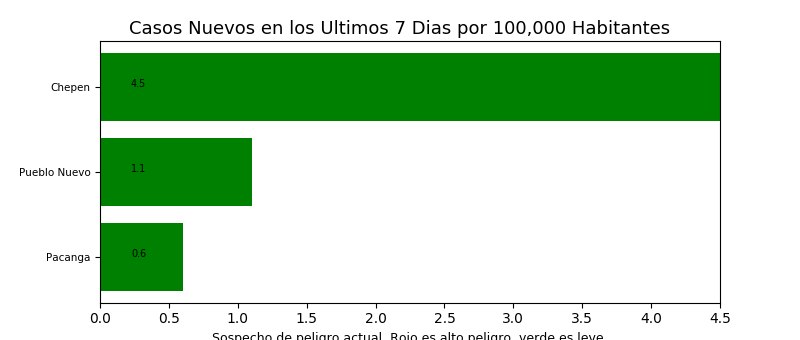 Casos Nuevos en los Ultimos 7 Dias por 100,000 Habitantes
Chepen
4.5
Pueblo Nuevo
1.1
Pacanga
0.6
0.0 0.5 1.0 1.5 2.0 2.5 3.0 3.5 4.0 4.5
Sospecho de peligro actual. Rojo es alto peligro, verde es leve